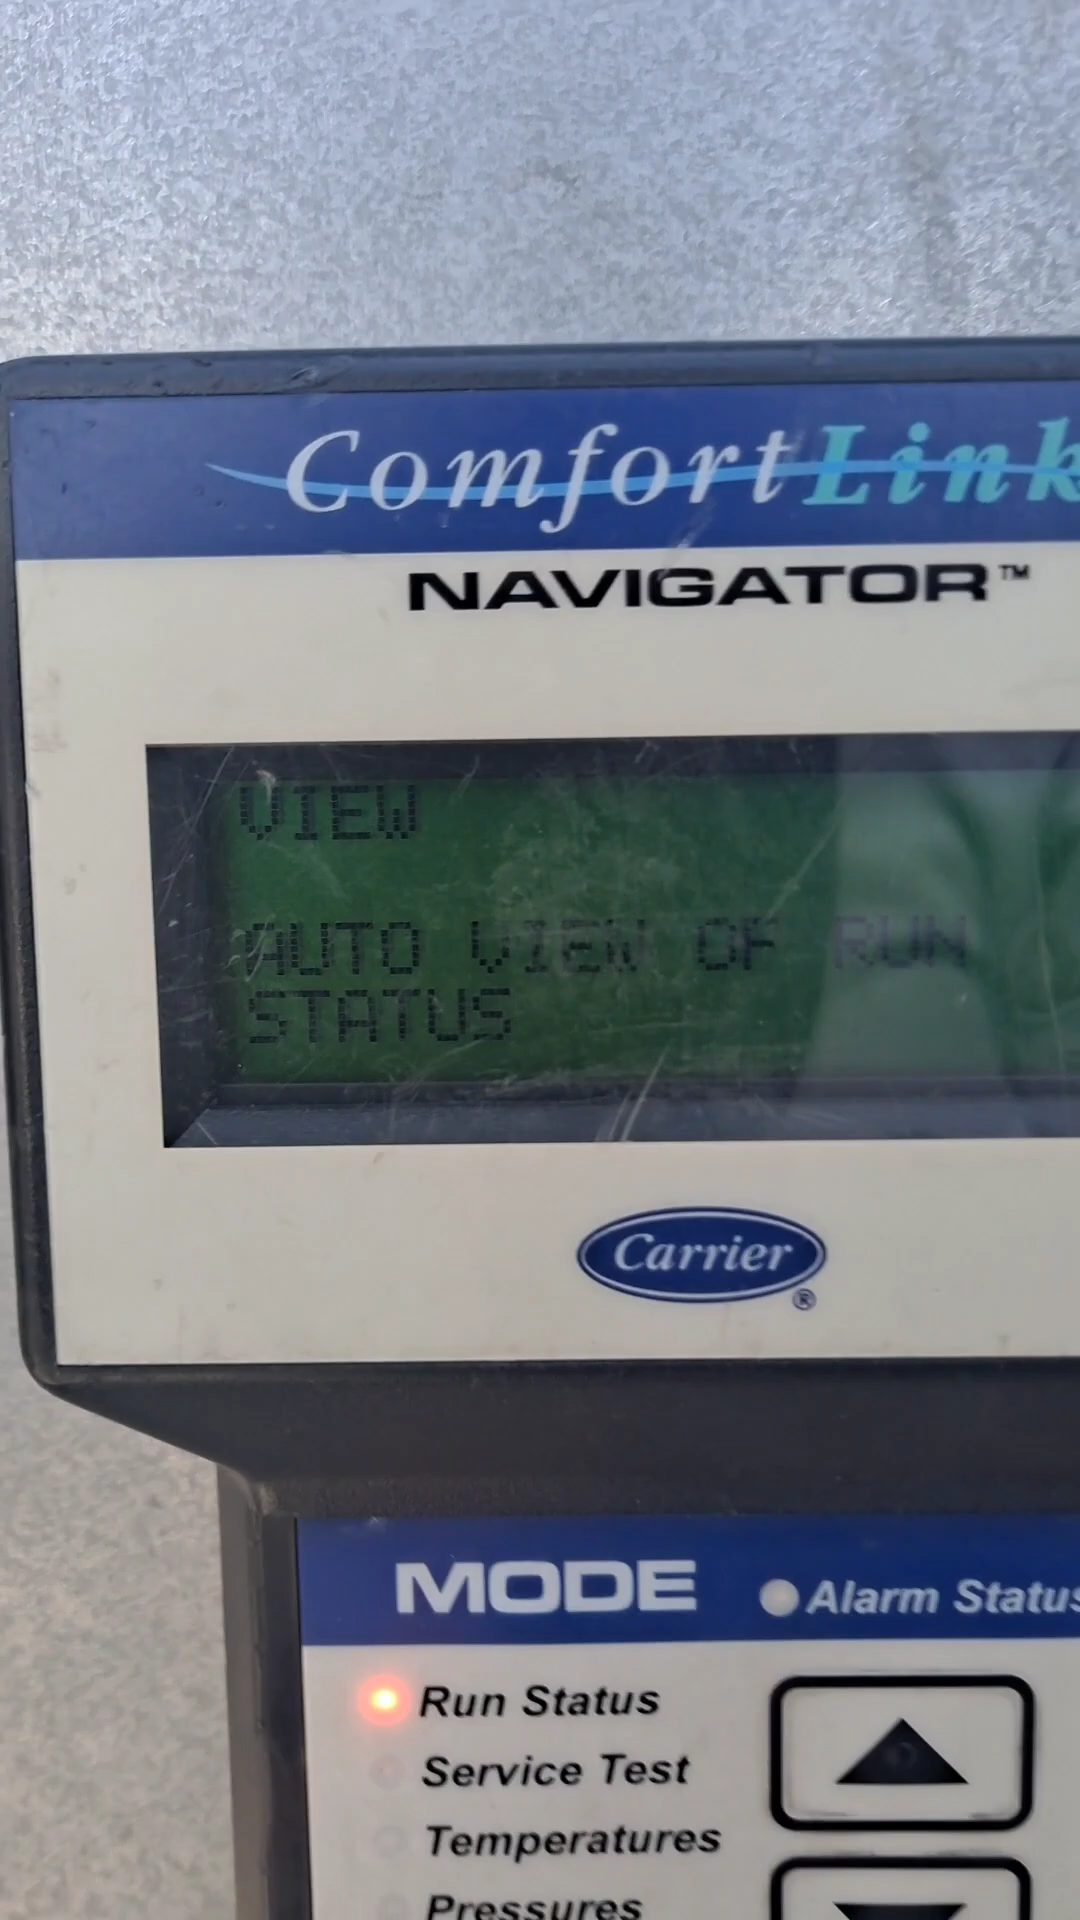 ComfortLink
NAVIGATOR™
VIEW
AUTO VIEW OF RUN
STATUS
Carrier
®
MODE
Alarm Status
Run Status
Service Test
Temperatures
Pressures